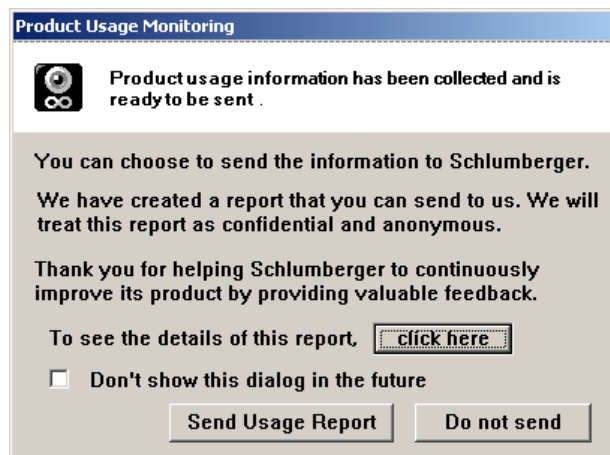 Product Usage Monitoring
Product usage information has been collected and is
ready to be sent .
You can choose to send the information to Schlumberger.
We have created a report that you can send to us. We will
treat this report as confidential and anonymous.
Thank you for helping Schlumberger to continuously
improve its product by providing valuable feedback.
To see the details of this report, click here
Don't show this dialog in the future
Send Usage Report Do not send